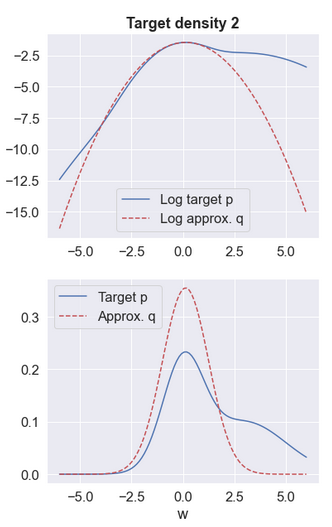 Target density 2
−2.5
−5.0
−7.5
−10.0
−12.5
−15.0
Log target p
Log approx. q
−5.0 −2.5 0.0 2.5 5.0
Target p
Approx. q
0.3
0.2
0.1
0.0
−5.0 −2.5 0.0 2.5 5.0
w